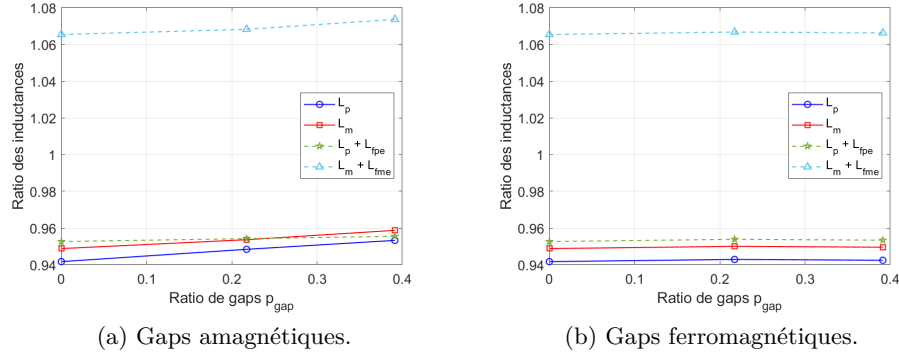 1.08
1.06
1.04
1.02
1
0.98
0.96
0.94
0
0.1
0.2
0.3
0.4
Ratio des inductances
Ratio de gaps p_gap
L_p
L_m
L_p + L_fpe
L_m + L_fme
(a) Gaps amagnétiques.
1.08
1.06
1.04
1.02
1
0.98
0.96
0.94
0
0.1
0.2
0.3
0.4
Ratio des inductances
Ratio de gaps p_gap
L_p
L_m
L_p + L_fpe
L_m + L_fme
(b) Gaps ferromagnétiques.